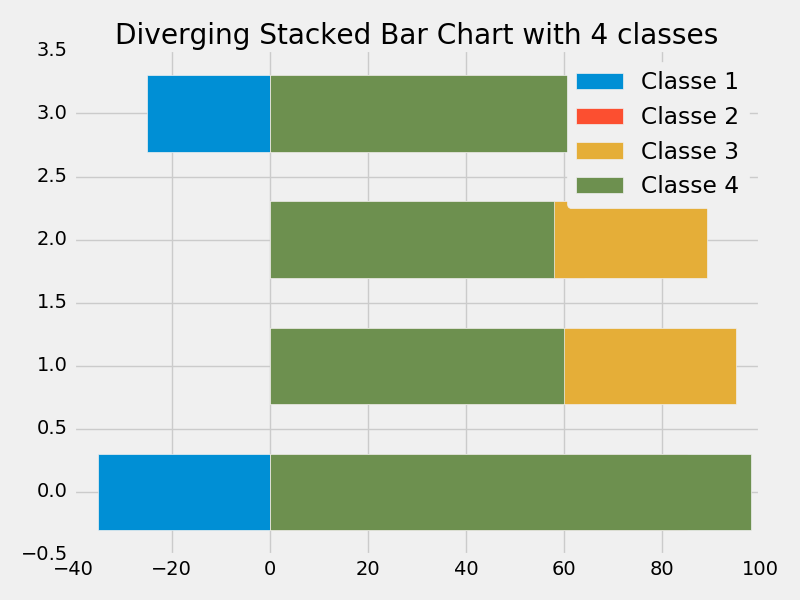 Diverging Stacked Bar Chart with 4 classes
3.5
3.0
2.5
2.0
1.5
1.0
0.5
0.0
−0.5
Classe 1
Classe 2
Classe 3
Classe 4
−40 −20 0 20 40 60 80 100